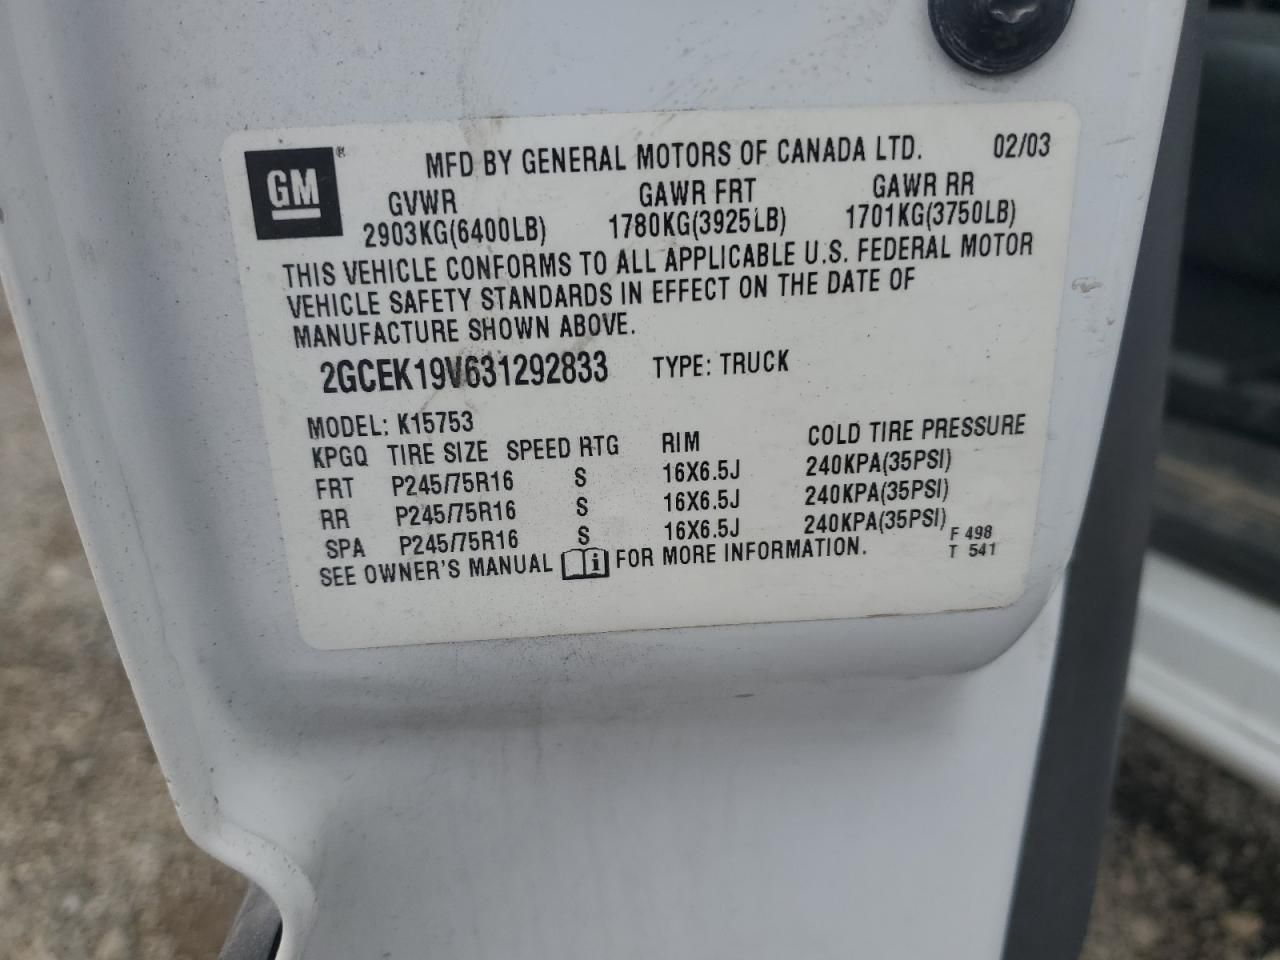 GM ® MFD BY GENERAL MOTORS OF CANADA LTD. 02/03
GVWR GAWR FRT GAWR RR
2903KG(6400LB) 1780KG(3925LB) 1701KG(3750LB)
THIS VEHICLE CONFORMS TO ALL APPLICABLE U.S. FEDERAL MOTOR
VEHICLE SAFETY STANDARDS IN EFFECT ON THE DATE OF
MANUFACTURE SHOWN ABOVE.
2GCEK19V631292833 TYPE: TRUCK
MODEL: K15753
KPGQ TIRE SIZE SPEED RTG RIM COLD TIRE PRESSURE
FRT P245/75R16 S 16X6.5J 240KPA(35PSI)
RR P245/75R16 S 16X6.5J 240KPA(35PSI)
SPA P245/75R16 S 16X6.5J 240KPA(35PSI)
SEE OWNER'S MANUAL i FOR MORE INFORMATION.
F 498
T 541